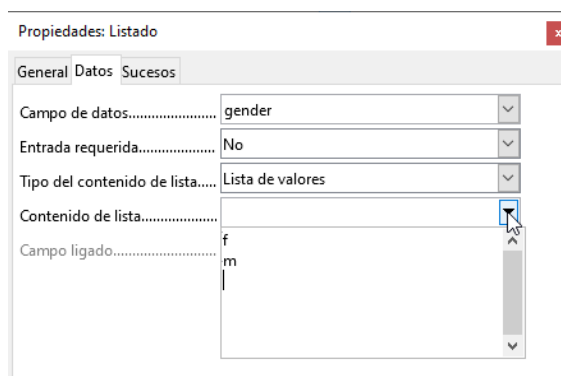 Propiedades: Listado
x
General Datos Sucesos
Campo de datos....................... gender
Entrada requerida.................... No
Tipo del contenido de lista..... Lista de valores
Contenido de lista....................
f
m
Campo ligado...........................